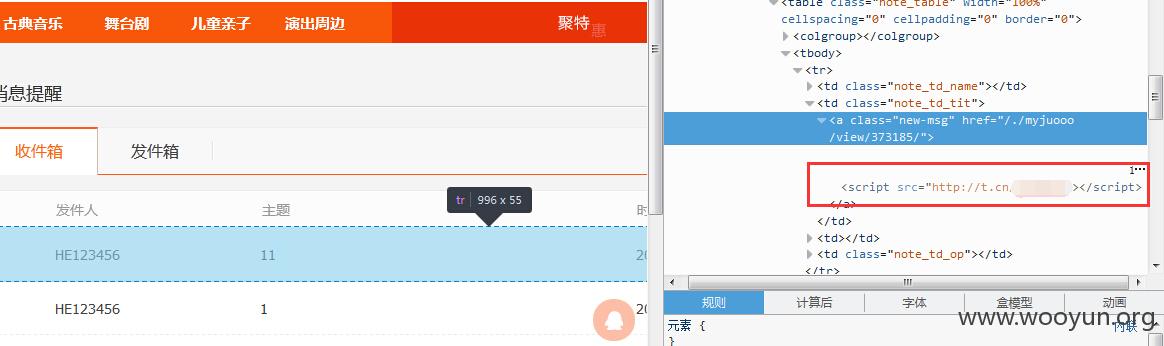 古典音乐 舞台剧 儿童亲子 演出周边 聚特惠
消息提醒
收件箱 发件箱
发件人 主题 时
tr 996 x 55
HE123456 11 20
HE123456 1 20
<table class="note_table" width="100%"
cellspacing="0" cellpadding="0" border="0">
<colgroup></colgroup>
<tbody>
<tr>
<td class="note_td_name"></td>
<td class="note_td_tit">
<a class="new-msg" href="/./myjuooo
/view/373185/">
1
<script src="http://t.cn/ ></script>
</a>
</td>
<td></td>
<td class="note_td_op"></td>
</tr>
规则 计算后 字体 盒模型 动画
元素 { 内联
}
www.wooyun.org